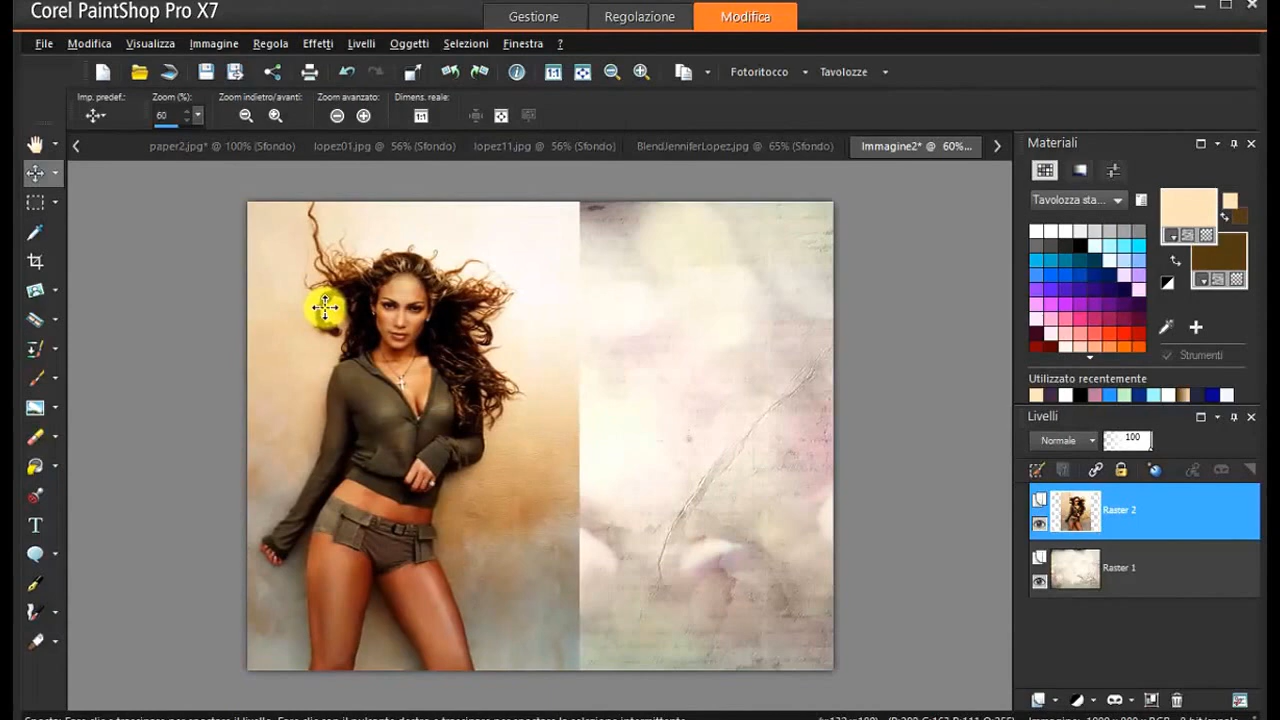 Corel PaintShop Pro X7
Gestione Regolazione Modifica
File Modifica Visualizza Immagine Regola Effetti Livelli Oggetti Selezioni Finestra ?
Fotoritocco Tavolozze
Imp. predef.: Zoom (%): Zoom indietro/avanti: Zoom avanzato: Dimens. reale:
60
paper2.jpg* @ 100% (Sfondo) lopez01.jpg @ 56% (Sfondo) lopez11.jpg @ 56% (Sfondo) BlendJenniferLopez.jpg @ 65% (Sfondo) Immagine2* @ 60%...
Materiali
Tavolozza sta...
Strumenti
Utilizzato recentemente
Livelli
Normale 100
Raster 2
Raster 1